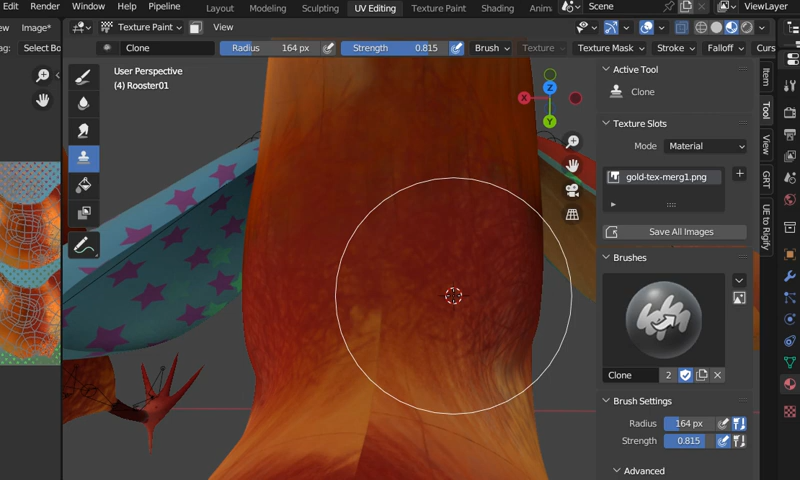 Edit Render Window Help Pipeline Layout Modeling Sculpting UV Editing Texture Paint Shading Anim Scene ViewLayer
Image* Texture Paint View
ag: Select Bo Clone Radius 164 px Strength 0.815 Brush Texture Texture Mask Stroke Falloff Curs
User Perspective
(4) Rooster01
Z
X
Y
Active Tool
Clone
Texture Slots
Mode Material
gold-tex-merg1.png
Save All Images
Brushes
Clone 2
Brush Settings
Radius 164 px
Strength 0.815
Advanced
Item
Tool
View
GRT
UE to Rigify